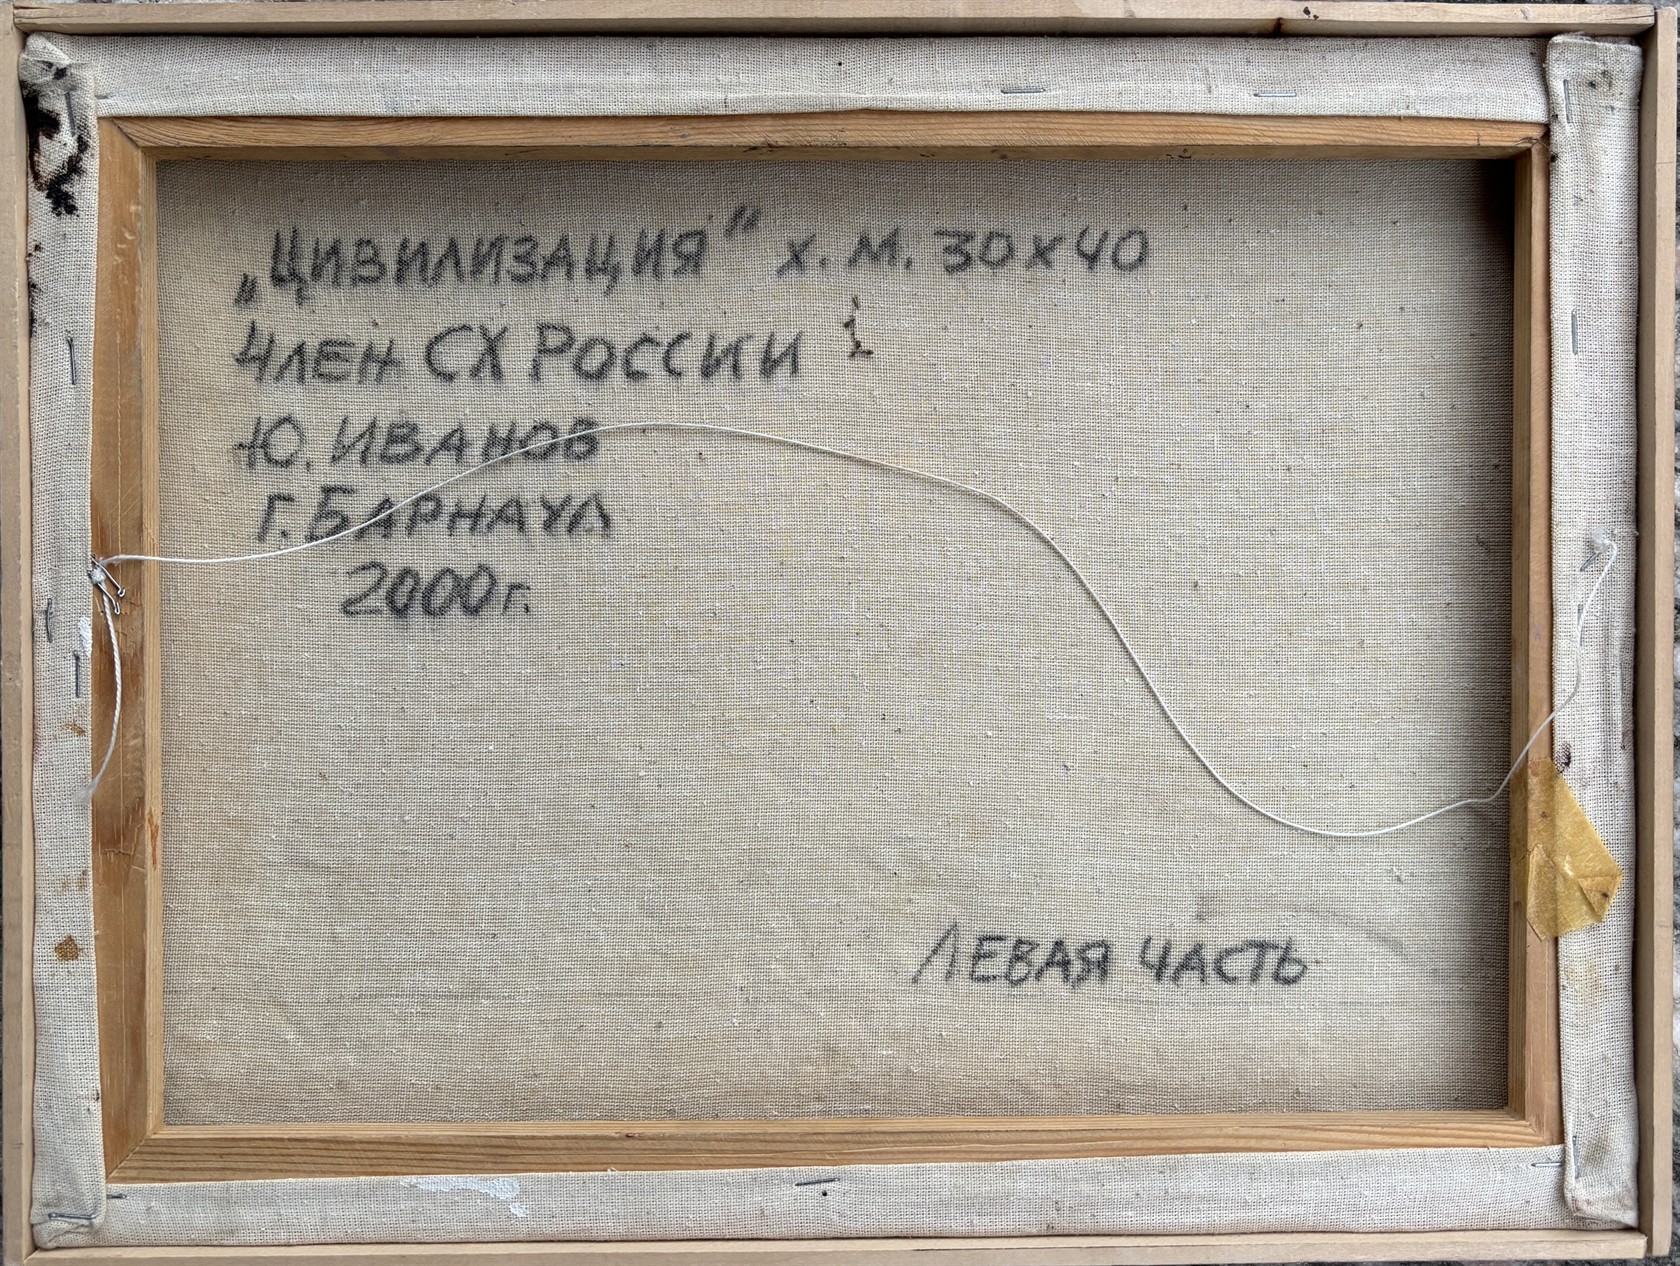 „ЦИВИЛИЗАЦИЯ" Х. М. 30Х40
ЧЛЕН СХ РОССИИ
Ю. ИВАНОВ
г. БАРНАУЛ
2000г.
ЛЕВАЯ ЧАСТЬ